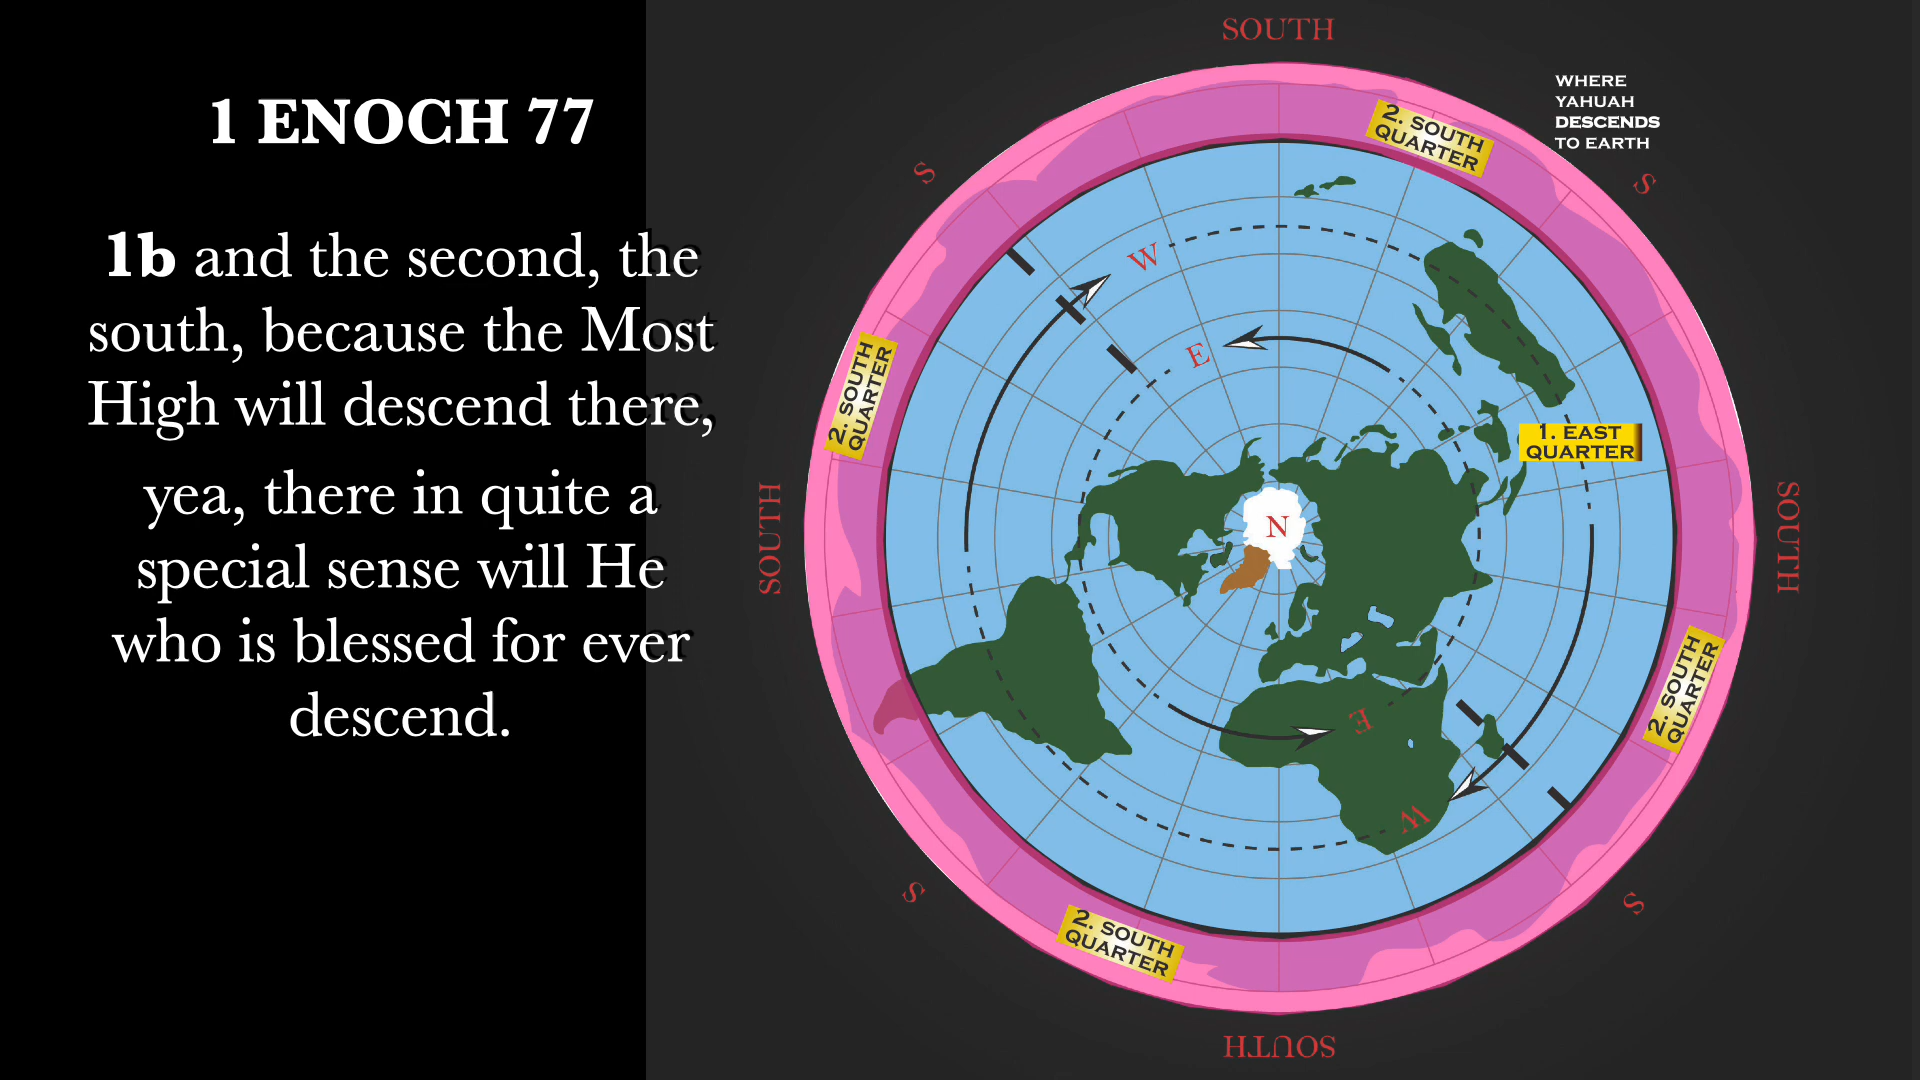 1 ENOCH 77
1b and the second, the
south, because the Most
High will descend there,
yea, there in quite a
special sense will He
who is blessed for ever
descend.
SOUTH
WHERE
YAHUAH
DESCENDS
TO EARTH
2. SOUTH
QUARTER
S
S
W
E
2. SOUTH
QUARTER
1. EAST
QUARTER
SOUTH
N
SOUTH
2. SOUTH
QUARTER
E
W
S
S
2. SOUTH
QUARTER
SOUTH